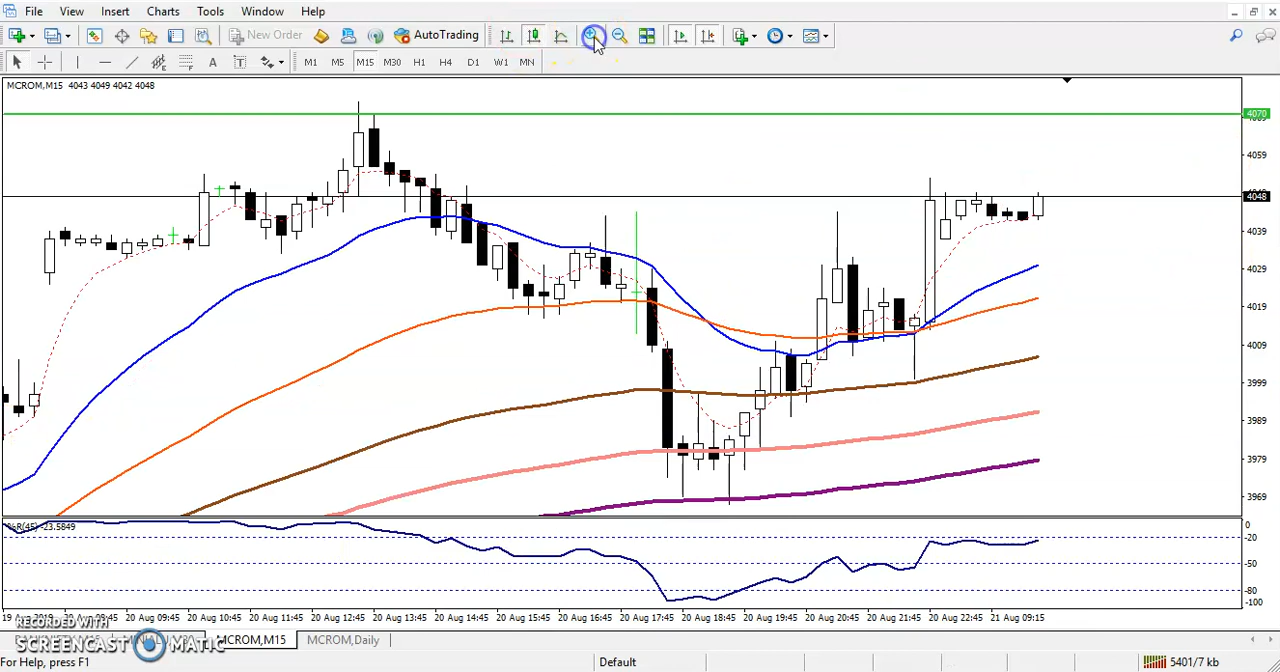 File View Insert Charts Tools Window Help
New Order AutoTrading
A T M1 M5 M15 M30 H1 H4 D1 W1 MN
MCROM,M15 4043 4049 4042 4048
4070
4059
4048
4039
4029
4019
4009
3999
3989
3979
3969
%R(45) -23.5849
0
-20
-50
-80
-100
20 Aug 09:45 20 Aug 10:45 20 Aug 11:45 20 Aug 12:45 20 Aug 13:45 20 Aug 14:45 20 Aug 15:45 20 Aug 16:45 20 Aug 17:45 20 Aug 18:45 20 Aug 19:45 20 Aug 20:45 20 Aug 21:45 20 Aug 22:45 21 Aug 09:15
RECORDED WITH
SCREENCAST MATIC
MCROM,M15 MCROM,Daily
For Help, press F1 Default 5401/7 kb